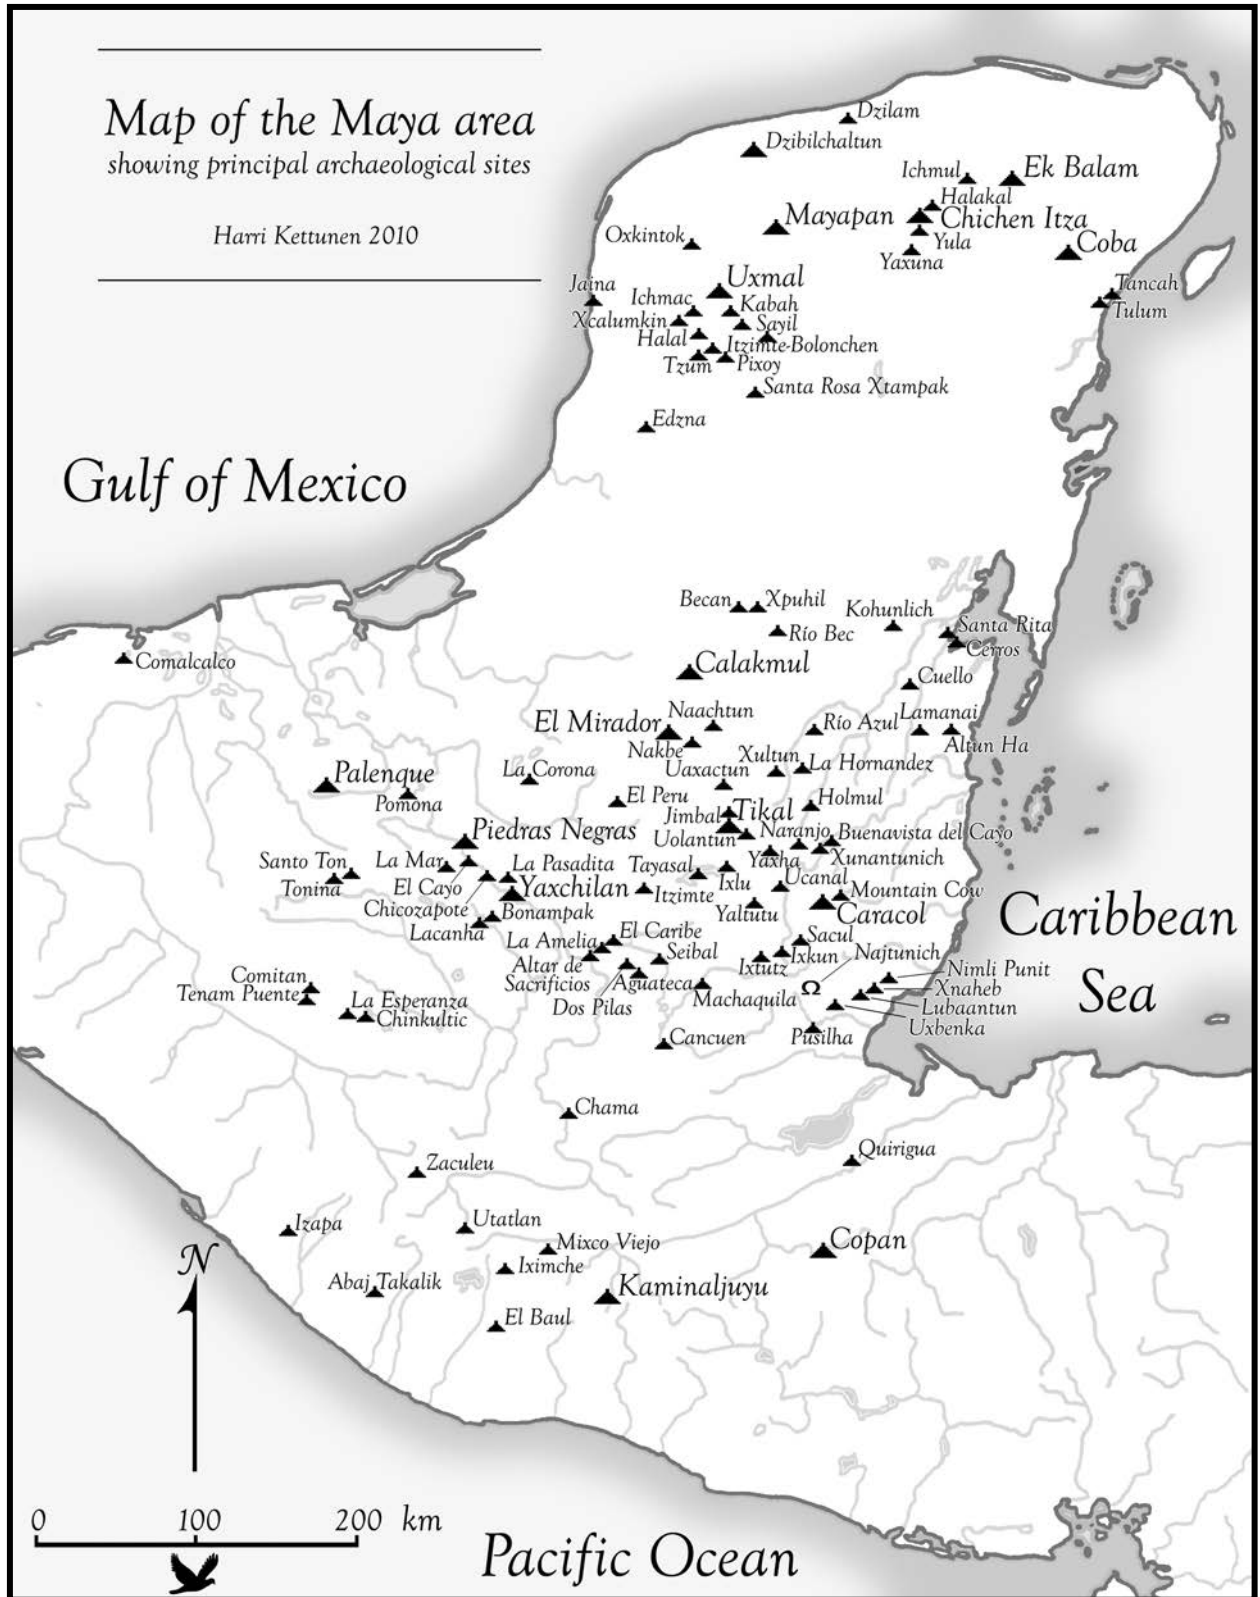 Map of the Maya area
showing principal archaeological sites
Harri Kettunen 2010
Dzilam
Dzibilchaltun
Ichmul
Ek Balam
Halakal
Mayapan
Chichen Itza
Oxkintok
Yula
Coba
Yaxuna
Uxmal
Jaina
Tancah
Ichmac
Kabah
Tulum
Xcalumkin
Sayil
Halal
Itzimte-Bolonchen
Tzum
Pixoy
Santa Rosa Xtampak
Edzna
Gulf of Mexico
Becan
Xpuhil
Kohunlich
Río Bec
Santa Rita
Cerros
Comalcalco
Calakmul
Cuello
El Mirador
Naachtun
Río Azul
Lamanai
Nakbe
Altun Ha
Xultun
La Hornandez
Uaxactun
Palenque
La Corona
Pomona
El Peru
Holmul
Jimbal
Tikal
Piedras Negras
Uolantun
Naranjo
Buenavista del Cayo
Santo Ton
La Mar
La Pasadita
Tayasal
Yaxha
Xunantunich
Tonina
El Cayo
Yaxchilan
Itzimte
Ixlu
Ucanal
Mountain Cow
Chicozapote
Bonampak
Yaltutu
Caracol
Lacanha
El Caribe
Sacul
Caribbean
Sea
La Amelia
Seibal
Ixkun
Najtunich
Altar de
Sacrificios
Ixtutz
Nimli Punit
Comitan
Aguateca
Ω
Xnaheb
Tenam Puente
La Esperanza
Dos Pilas
Machaquila
Lubaantun
Chinkultic
Uxbenka
Cancuen
Pusilha
Chama
Quirigua
Zaculeu
Izapa
Utatlan
Mixco Viejo
Copan
N
Iximche
Abaj Takalik
Kaminaljuyu
El Baul
0 100 200 km
Pacific Ocean